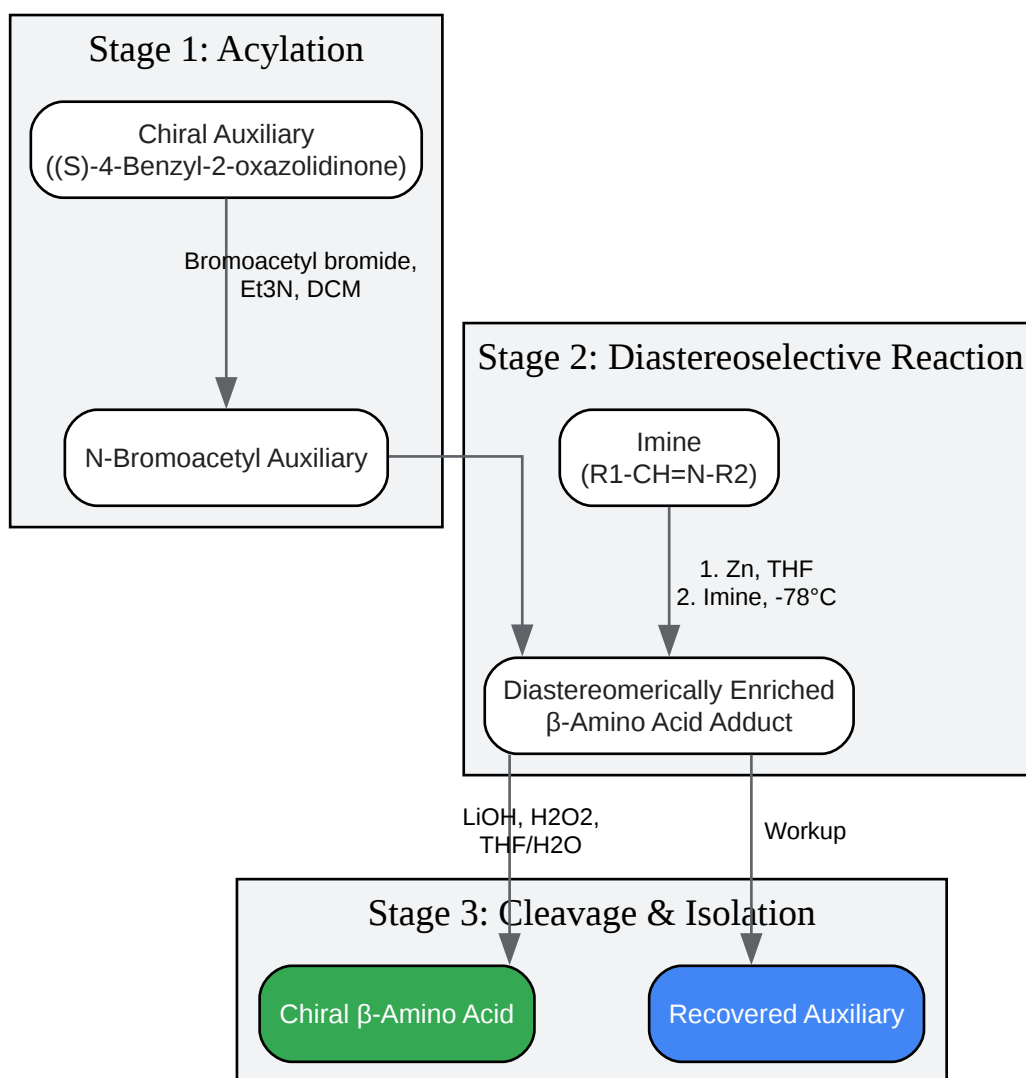 Stage 1: Acylation
Chiral Auxiliary
((S)-4-Benzyl-2-oxazolidinone)
Bromoacetyl bromide,
Et3N, DCM
N-Bromoacetyl Auxiliary
Stage 2: Diastereoselective Reaction
Imine
(R1-CH=N-R2)
1. Zn, THF
2. Imine, -78°C
Diastereomerically Enriched
β-Amino Acid Adduct
LiOH, H2O2,
THF/H2O
Workup
Stage 3: Cleavage & Isolation
Chiral β-Amino Acid
Recovered Auxiliary